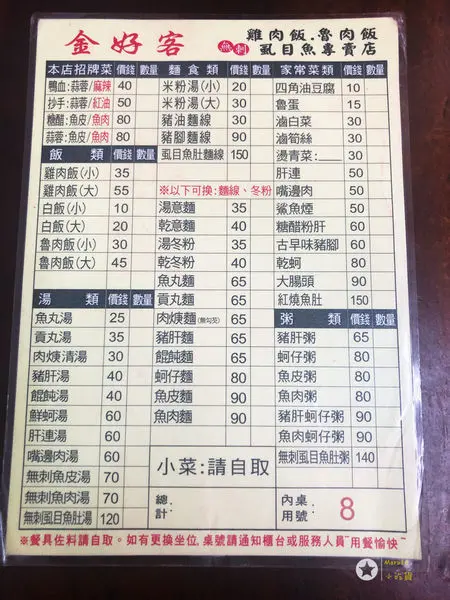 金好客
無刺
雞肉飯.魯肉飯
虱目魚專賣店
本店招牌菜 價錢 數量
鴨血:蒜蓉/麻辣 40
抄手:蒜蓉/紅油 50
糖醋:魚皮/魚肉 80
蒜蓉:魚皮/魚肉 80
飯 類 價錢 數量
雞肉飯(小) 35
雞肉飯(大) 55
白飯(小) 10
白飯(大) 20
魯肉飯(小) 30
魯肉飯(大) 45
湯 類 價錢 數量
魚丸湯 25
貢丸湯 35
肉焿清湯 30
豬肝湯 40
餛飩湯 40
鮮蚵湯 60
肝連湯 60
嘴邊肉湯 60
無刺魚皮湯 70
無刺魚肉湯 70
無刺虱目魚肚湯 120
麵 食 類 價錢 數量
米粉湯(小) 20
米粉湯(大) 30
豬油麵線 30
豬腳麵線 90
虱目魚肚麵線 150
※以下可換:麵線、冬粉
湯意麵 35
乾意麵 40
湯冬粉 35
乾冬粉 40
魚丸麵 65
貢丸麵 65
肉焿麵(無勾芡) 65
豬肝麵 65
餛飩麵 65
蚵仔麵 80
魚皮麵 90
魚肉麵 90
家常菜類 價錢 數量
四角油豆腐 10
魯蛋 15
滷白菜 30
滷筍絲 30
燙青菜:___ 30
肝連 50
嘴邊肉 50
鯊魚煙 50
糖醋粉肝 60
古早味豬腳 60
乾蚵 80
大腸頭 90
紅燒魚肚 150
粥 類 價錢 數量
豬肝粥 65
蚵仔粥 80
魚皮粥 80
魚肉粥 80
豬肝蚵仔粥 90
魚肉蚵仔粥 90
無刺虱目魚肚粥 140
小菜:請自取
總計:
內用 桌號: 8
※餐具佐料請自取。如有更換坐位,桌號請通知櫃台或服務人員"用餐愉快"